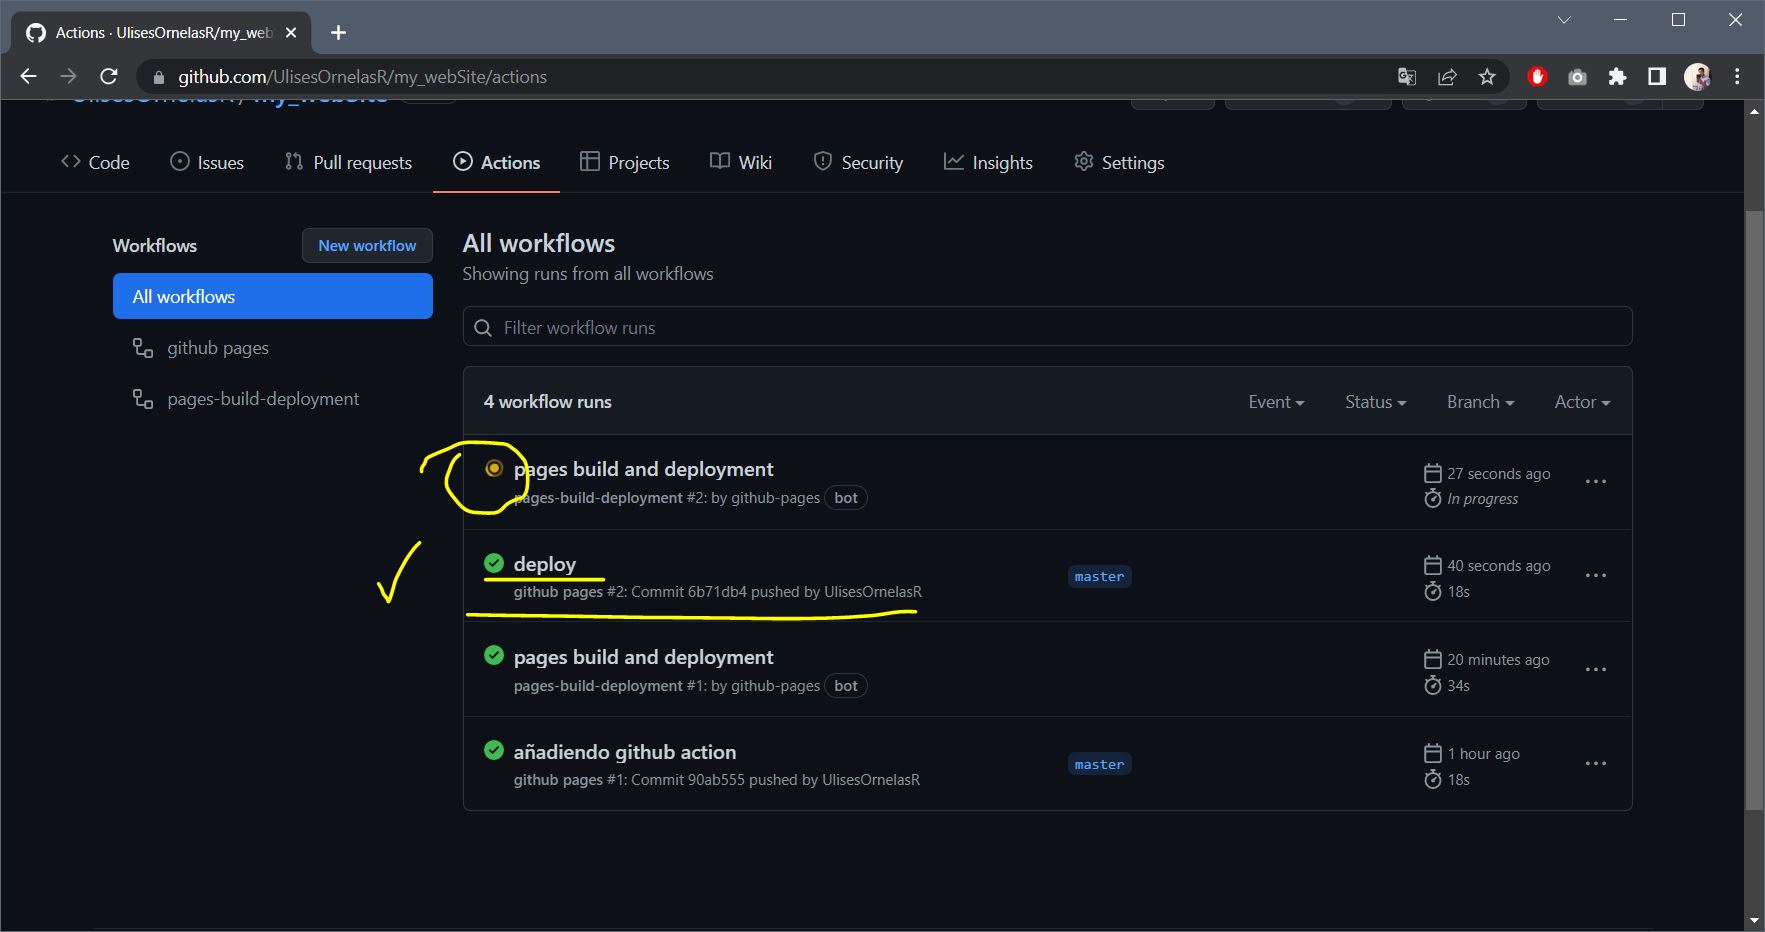 Actions · UlisesOrnelasR/my_web
github.com/UlisesOrnelasR/my_webSite/actions
UlisesOrnelasR/ my_webSite
Code
Issues
Pull requests
Actions
Projects
Wiki
Security
Insights
Settings
Workflows
New workflow
All workflows
github pages
pages-build-deployment
All workflows
Showing runs from all workflows
Filter workflow runs
4 workflow runs
Event
Status
Branch
Actor
pages build and deployment
pages-build-deployment #2: by github-pages bot
27 seconds ago
In progress
deploy
github pages #2: Commit 6b71db4 pushed by UlisesOrnelasR
master
40 seconds ago
18s
pages build and deployment
pages-build-deployment #1: by github-pages bot
20 minutes ago
34s
añadiendo github action
github pages #1: Commit 90ab555 pushed by UlisesOrnelasR
master
1 hour ago
18s